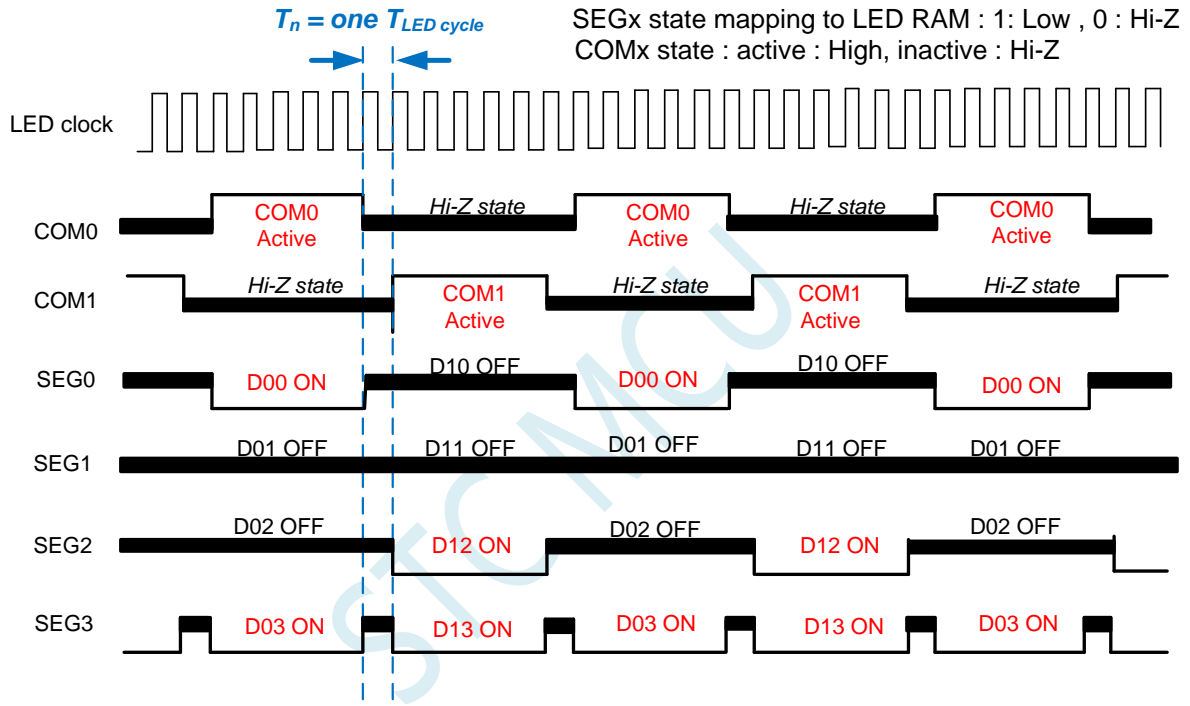 Tn = one TLED cycle
SEGx state mapping to LED RAM : 1: Low , 0 : Hi-Z
COMx state : active : High, inactive : Hi-Z
LED clock
COM0
COM0 Active
Hi-Z state
COM0 Active
Hi-Z state
COM0 Active
COM1
Hi-Z state
COM1 Active
Hi-Z state
COM1 Active
Hi-Z state
SEG0
D00 ON
D10 OFF
D00 ON
D10 OFF
D00 ON
SEG1
D01 OFF
D11 OFF
D01 OFF
D11 OFF
D01 OFF
SEG2
D02 OFF
D12 ON
D02 OFF
D12 ON
D02 OFF
SEG3
D03 ON
D13 ON
D03 ON
D13 ON
D03 ON
STC MCU